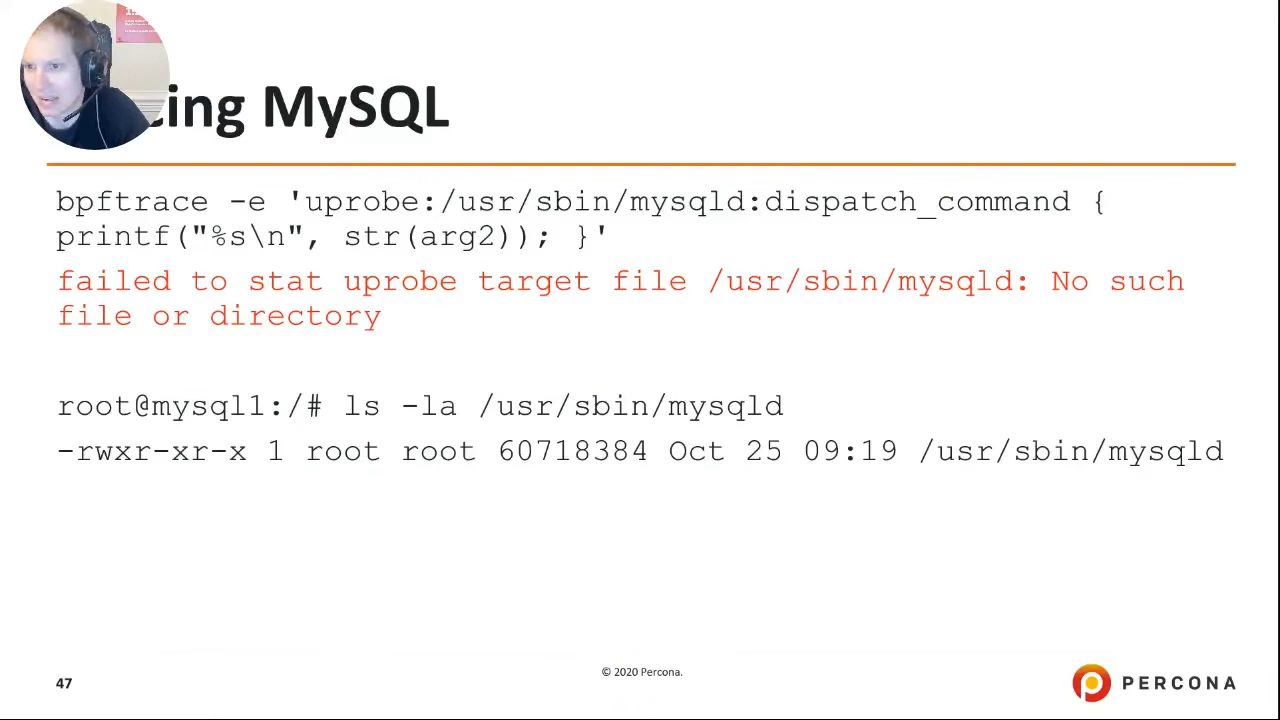 ing MySQL
bpftrace -e 'uprobe:/usr/sbin/mysqld:dispatch_command {
printf("%s\n", str(arg2)); }'
failed to stat uprobe target file /usr/sbin/mysqld: No such
file or directory
root@mysql1:/# ls -la /usr/sbin/mysqld
-rwxr-xr-x 1 root root 60718384 Oct 25 09:19 /usr/sbin/mysqld
47
© 2020 Percona.
PERCONA